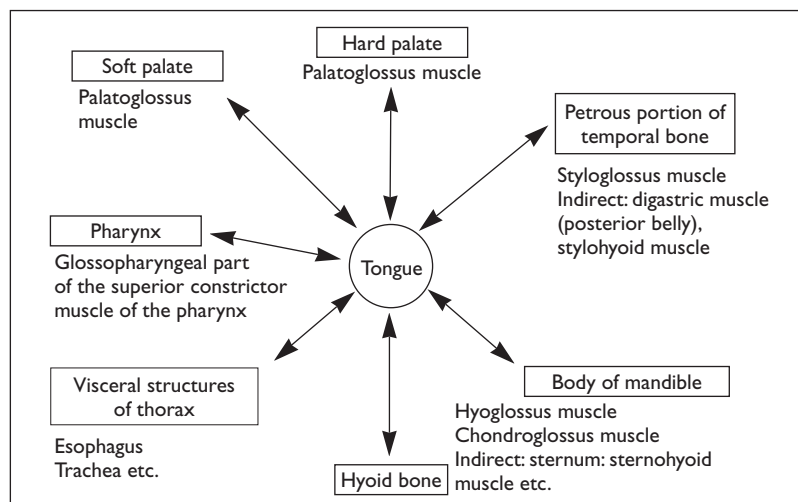 Hard palate
Palatoglossus muscle
Soft palate
Palatoglossus
muscle
Petrous portion of
temporal bone
Styloglossus muscle
Indirect: digastric muscle
(posterior belly),
stylohyoid muscle
Pharynx
Glossopharyngeal part
of the superior constrictor
muscle of the pharynx
Tongue
Visceral structures
of thorax
Esophagus
Trachea etc.
Body of mandible
Hyoglossus muscle
Chondroglossus muscle
Indirect: sternum: sternohyoid
muscle etc.
Hyoid bone